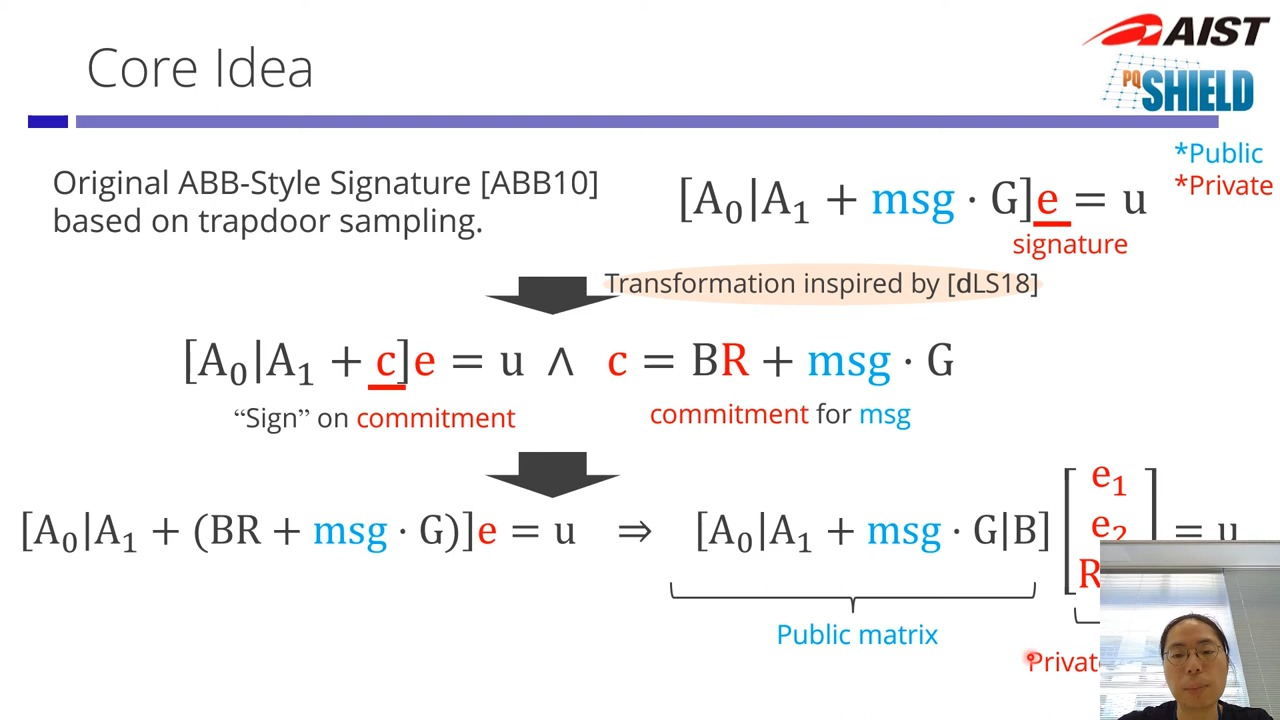 Core Idea
AIST
PQ SHIELD
*Public
*Private
Original ABB-Style Signature [ABB10]
based on trapdoor sampling.
[A₀|A₁ + msg · G]e = u
signature
Transformation inspired by [dLS18]
[A₀|A₁ + c]e = u ∧ c = BR + msg · G
“Sign” on commitment
commitment for msg
[A₀|A₁ + (BR + msg · G)]e = u ⇒ [A₀|A₁ + msg · G|B] [e₁ e₂ R = u
Public matrix